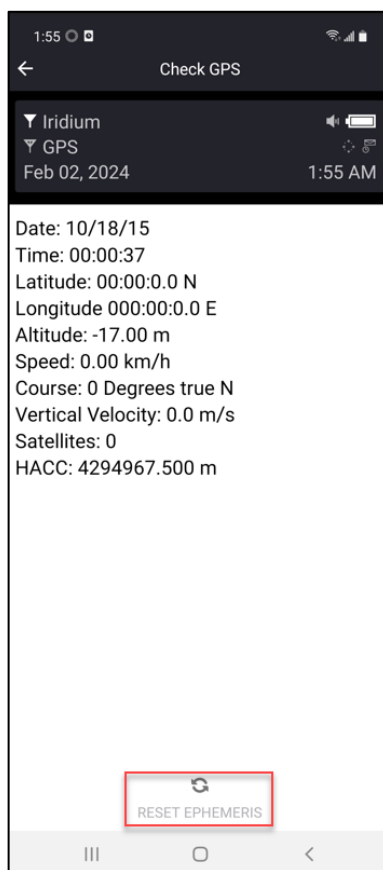 1:55
Check GPS
Iridium
GPS
Feb 02, 2024 1:55 AM
Date: 10/18/15
Time: 00:00:37
Latitude: 00:00:0.0 N
Longitude 000:00:0.0 E
Altitude: -17.00 m
Speed: 0.00 km/h
Course: 0 Degrees true N
Vertical Velocity: 0.0 m/s
Satellites: 0
HACC: 4294967.500 m
RESET EPHEMERIS